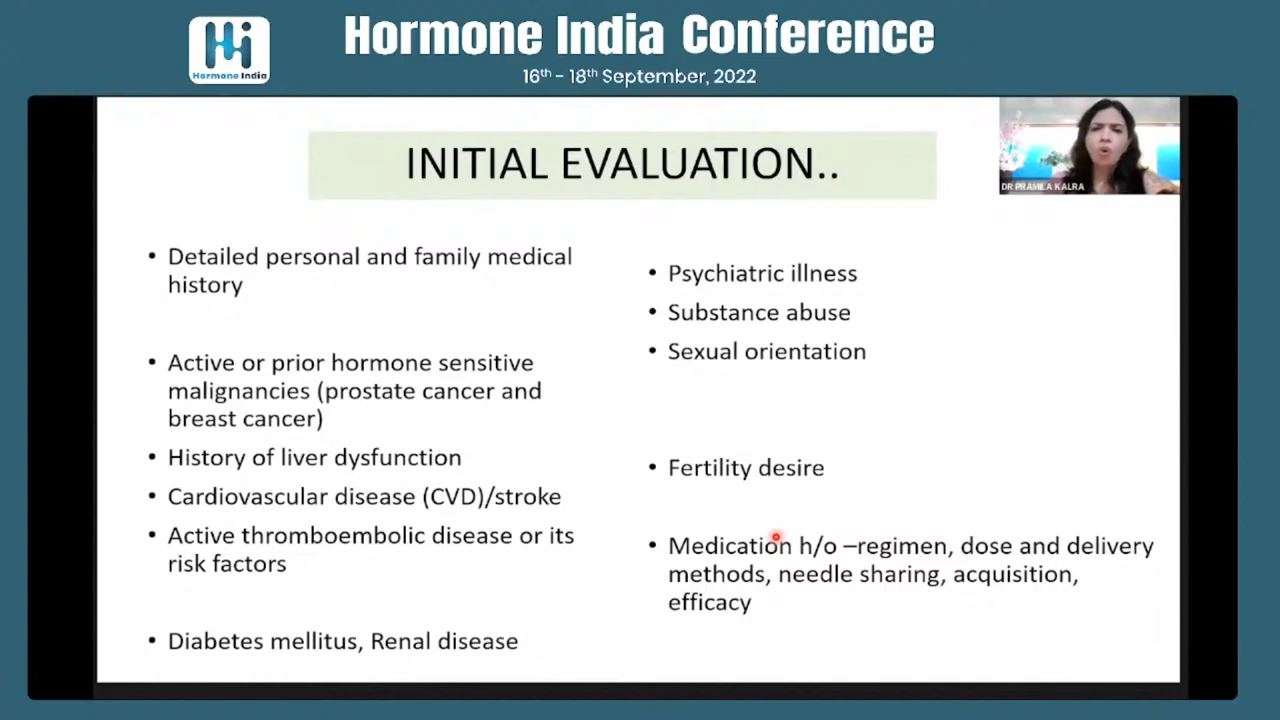 Hormone India Conference
Hormone India
16th - 18th September, 2022
INITIAL EVALUATION..
DR PRAMILA KALRA
• Detailed personal and family medical
history
• Active or prior hormone sensitive
malignancies (prostate cancer and
breast cancer)
• History of liver dysfunction
• Cardiovascular disease (CVD)/stroke
• Active thromboembolic disease or its
risk factors
• Diabetes mellitus, Renal disease
• Psychiatric illness
• Substance abuse
• Sexual orientation
• Fertility desire
• Medication h/o –regimen, dose and delivery
methods, needle sharing, acquisition,
efficacy